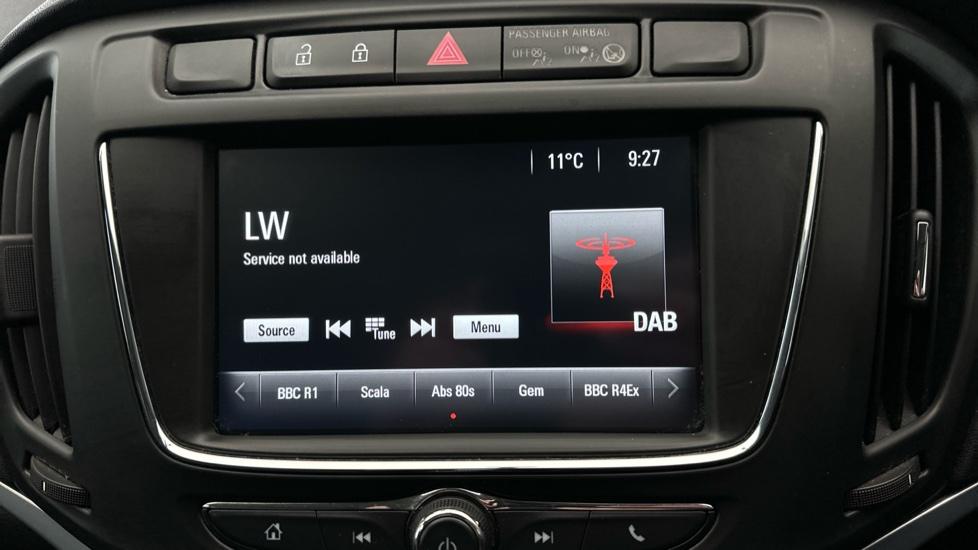 PASSENGER AIRBAG
OFF ON
11°C 9:27
LW
Service not available
DAB
Source Tune Menu
BBC R1 Scala Abs 80s Gem BBC R4Ex